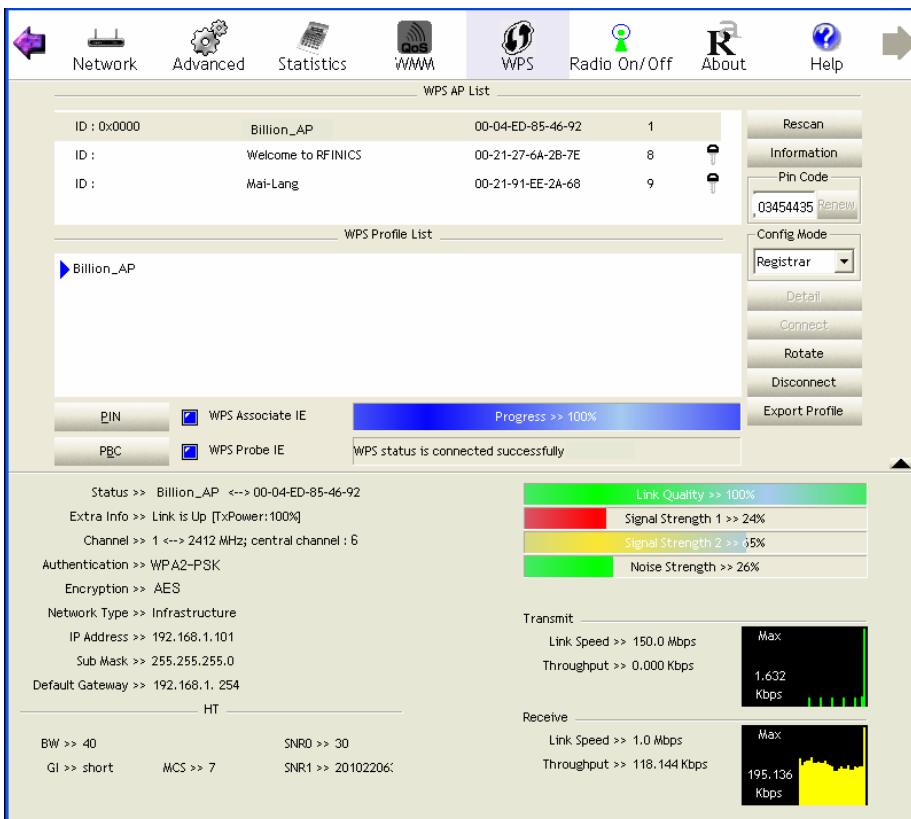 Network Advanced Statistics QoS WMM WPS Radio On/Off R a About Help
WPS AP List
ID : 0x0000 Billion_AP 00-04-ED-85-46-92 1
ID : Welcome to RFINICS 00-21-27-6A-2B-7E 8
ID : Mai-Lang 00-21-91-EE-2A-68 9
Rescan
Information
Pin Code
03454435 Renew
WPS Profile List
Config Mode
Registrar
Billion_AP
Detail
Connect
Rotate
Disconnect
Export Profile
PIN WPS Associate IE Progress >> 100%
PBC WPS Probe IE WPS status is connected successfully
Status >> Billion_AP <--> 00-04-ED-85-46-92
Extra Info >> Link is Up [TxPower:100%]
Channel >> 1 <--> 2412 MHz; central channel : 6
Authentication >> WPA2-PSK
Encryption >> AES
Network Type >> Infrastructure
IP Address >> 192.168.1.101
Sub Mask >> 255.255.255.0
Default Gateway >> 192.168.1. 254
HT
BW >> 40 SNR0 >> 30
GI >> short MCS >> 7 SNR1 >> 20102206
Link Quality >> 100%
Signal Strength 1 >> 24%
Signal Strength 2 >> 65%
Noise Strength >> 26%
Transmit
Link Speed >> 150.0 Mbps
Throughput >> 0.000 Kbps
Max
1.632
Kbps
Receive
Link Speed >> 1.0 Mbps
Throughput >> 118.144 Kbps
Max
195.136
Kbps